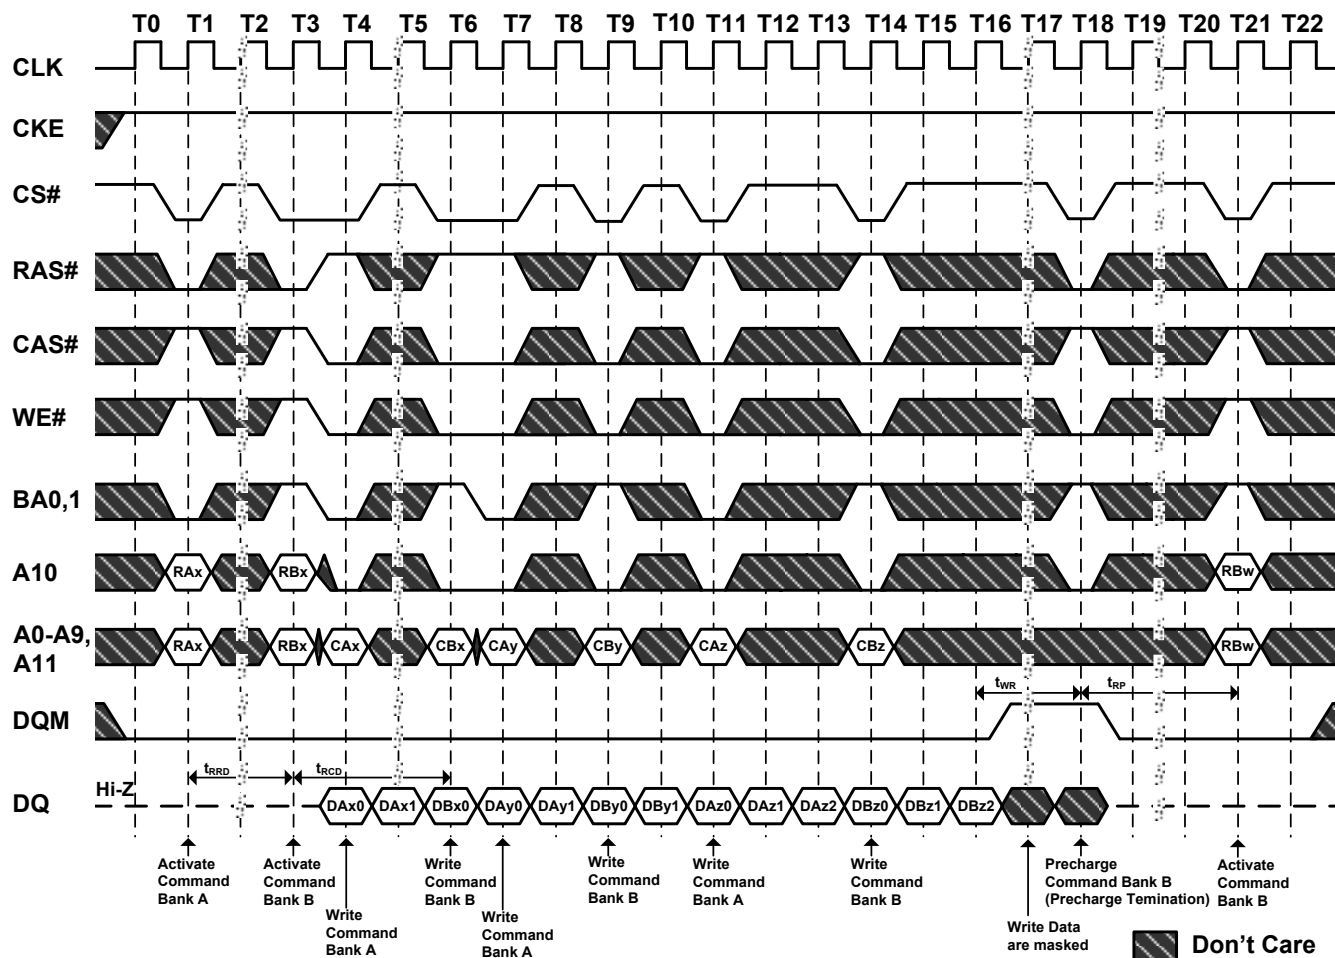 T0 T1 T2 T3 T4 T5 T6 T7 T8 T9 T10 T11 T12 T13 T14 T15 T16 T17 T18 T19 T20 T21 T22
CLK
CKE
CS#
RAS#
CAS#
WE#
BA0,1
A10 RAx RBx RBw
A0-A9,
A11
RAx RBx CAx CBx CAy CBy CAz CBz RBw
tWR tRP
DQM
tRRD tRCD
Hi-Z
DQ DAx0 DAx1 DBx0 DAy0 DAy1 DBy0 DBy1 DAz0 DAz1 DAz2 DBz0 DBz1 DBz2
Activate
Command
Bank A
Activate
Command
Bank B
Write
Command
Bank A
Write
Command
Bank B
Write
Command
Bank A
Write
Command
Bank B
Write
Command
Bank A
Write
Command
Bank B
Write Data
are masked
Precharge
Command Bank B
(Precharge Temination)
Activate
Command
Bank B
Don't Care